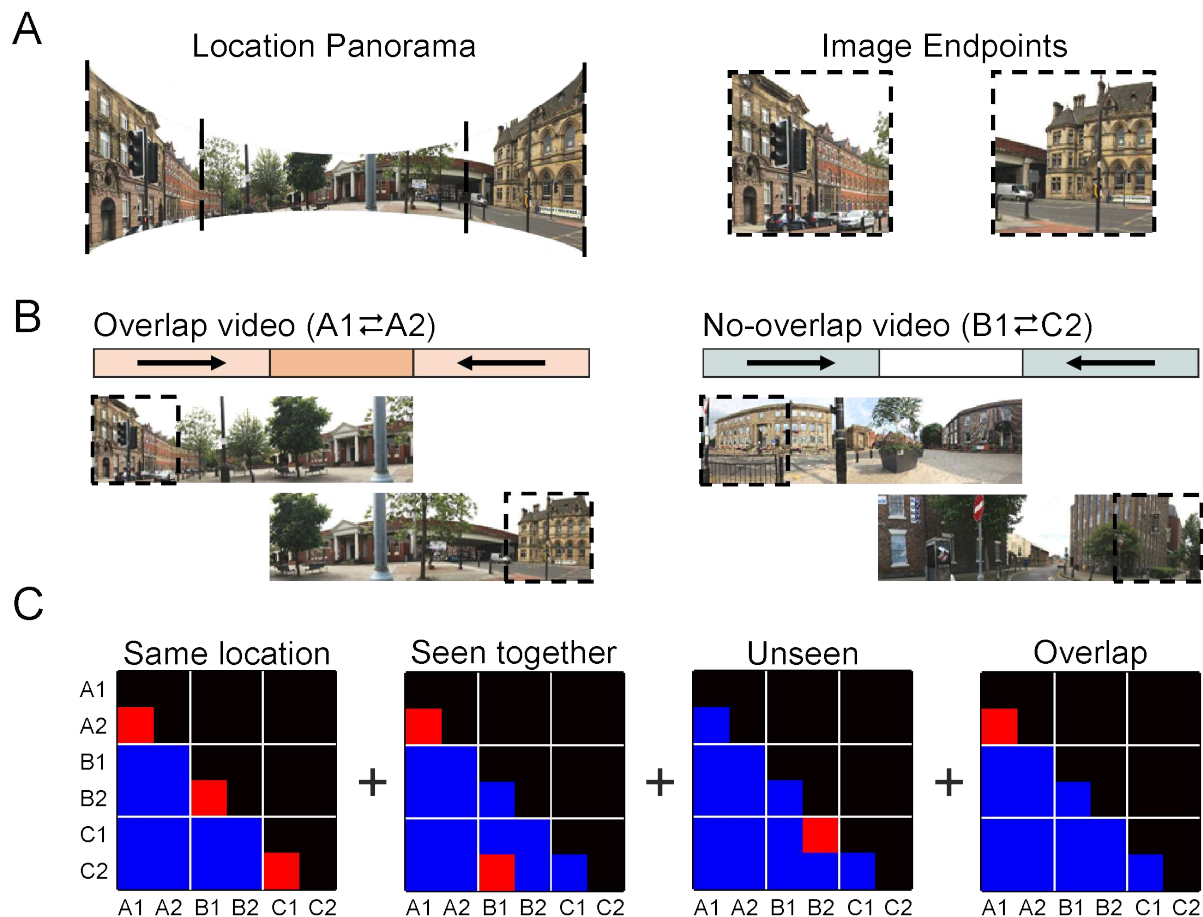 A
Location Panorama
Image Endpoints
B
Overlap video (A1⇄A2)
No-overlap video (B1⇄C2)
C
Same location
Seen together
Unseen
Overlap
A1
A2
B1
B2
C1
C2
+
+
+
A1 A2 B1 B2 C1 C2
A1 A2 B1 B2 C1 C2
A1 A2 B1 B2 C1 C2
A1 A2 B1 B2 C1 C2